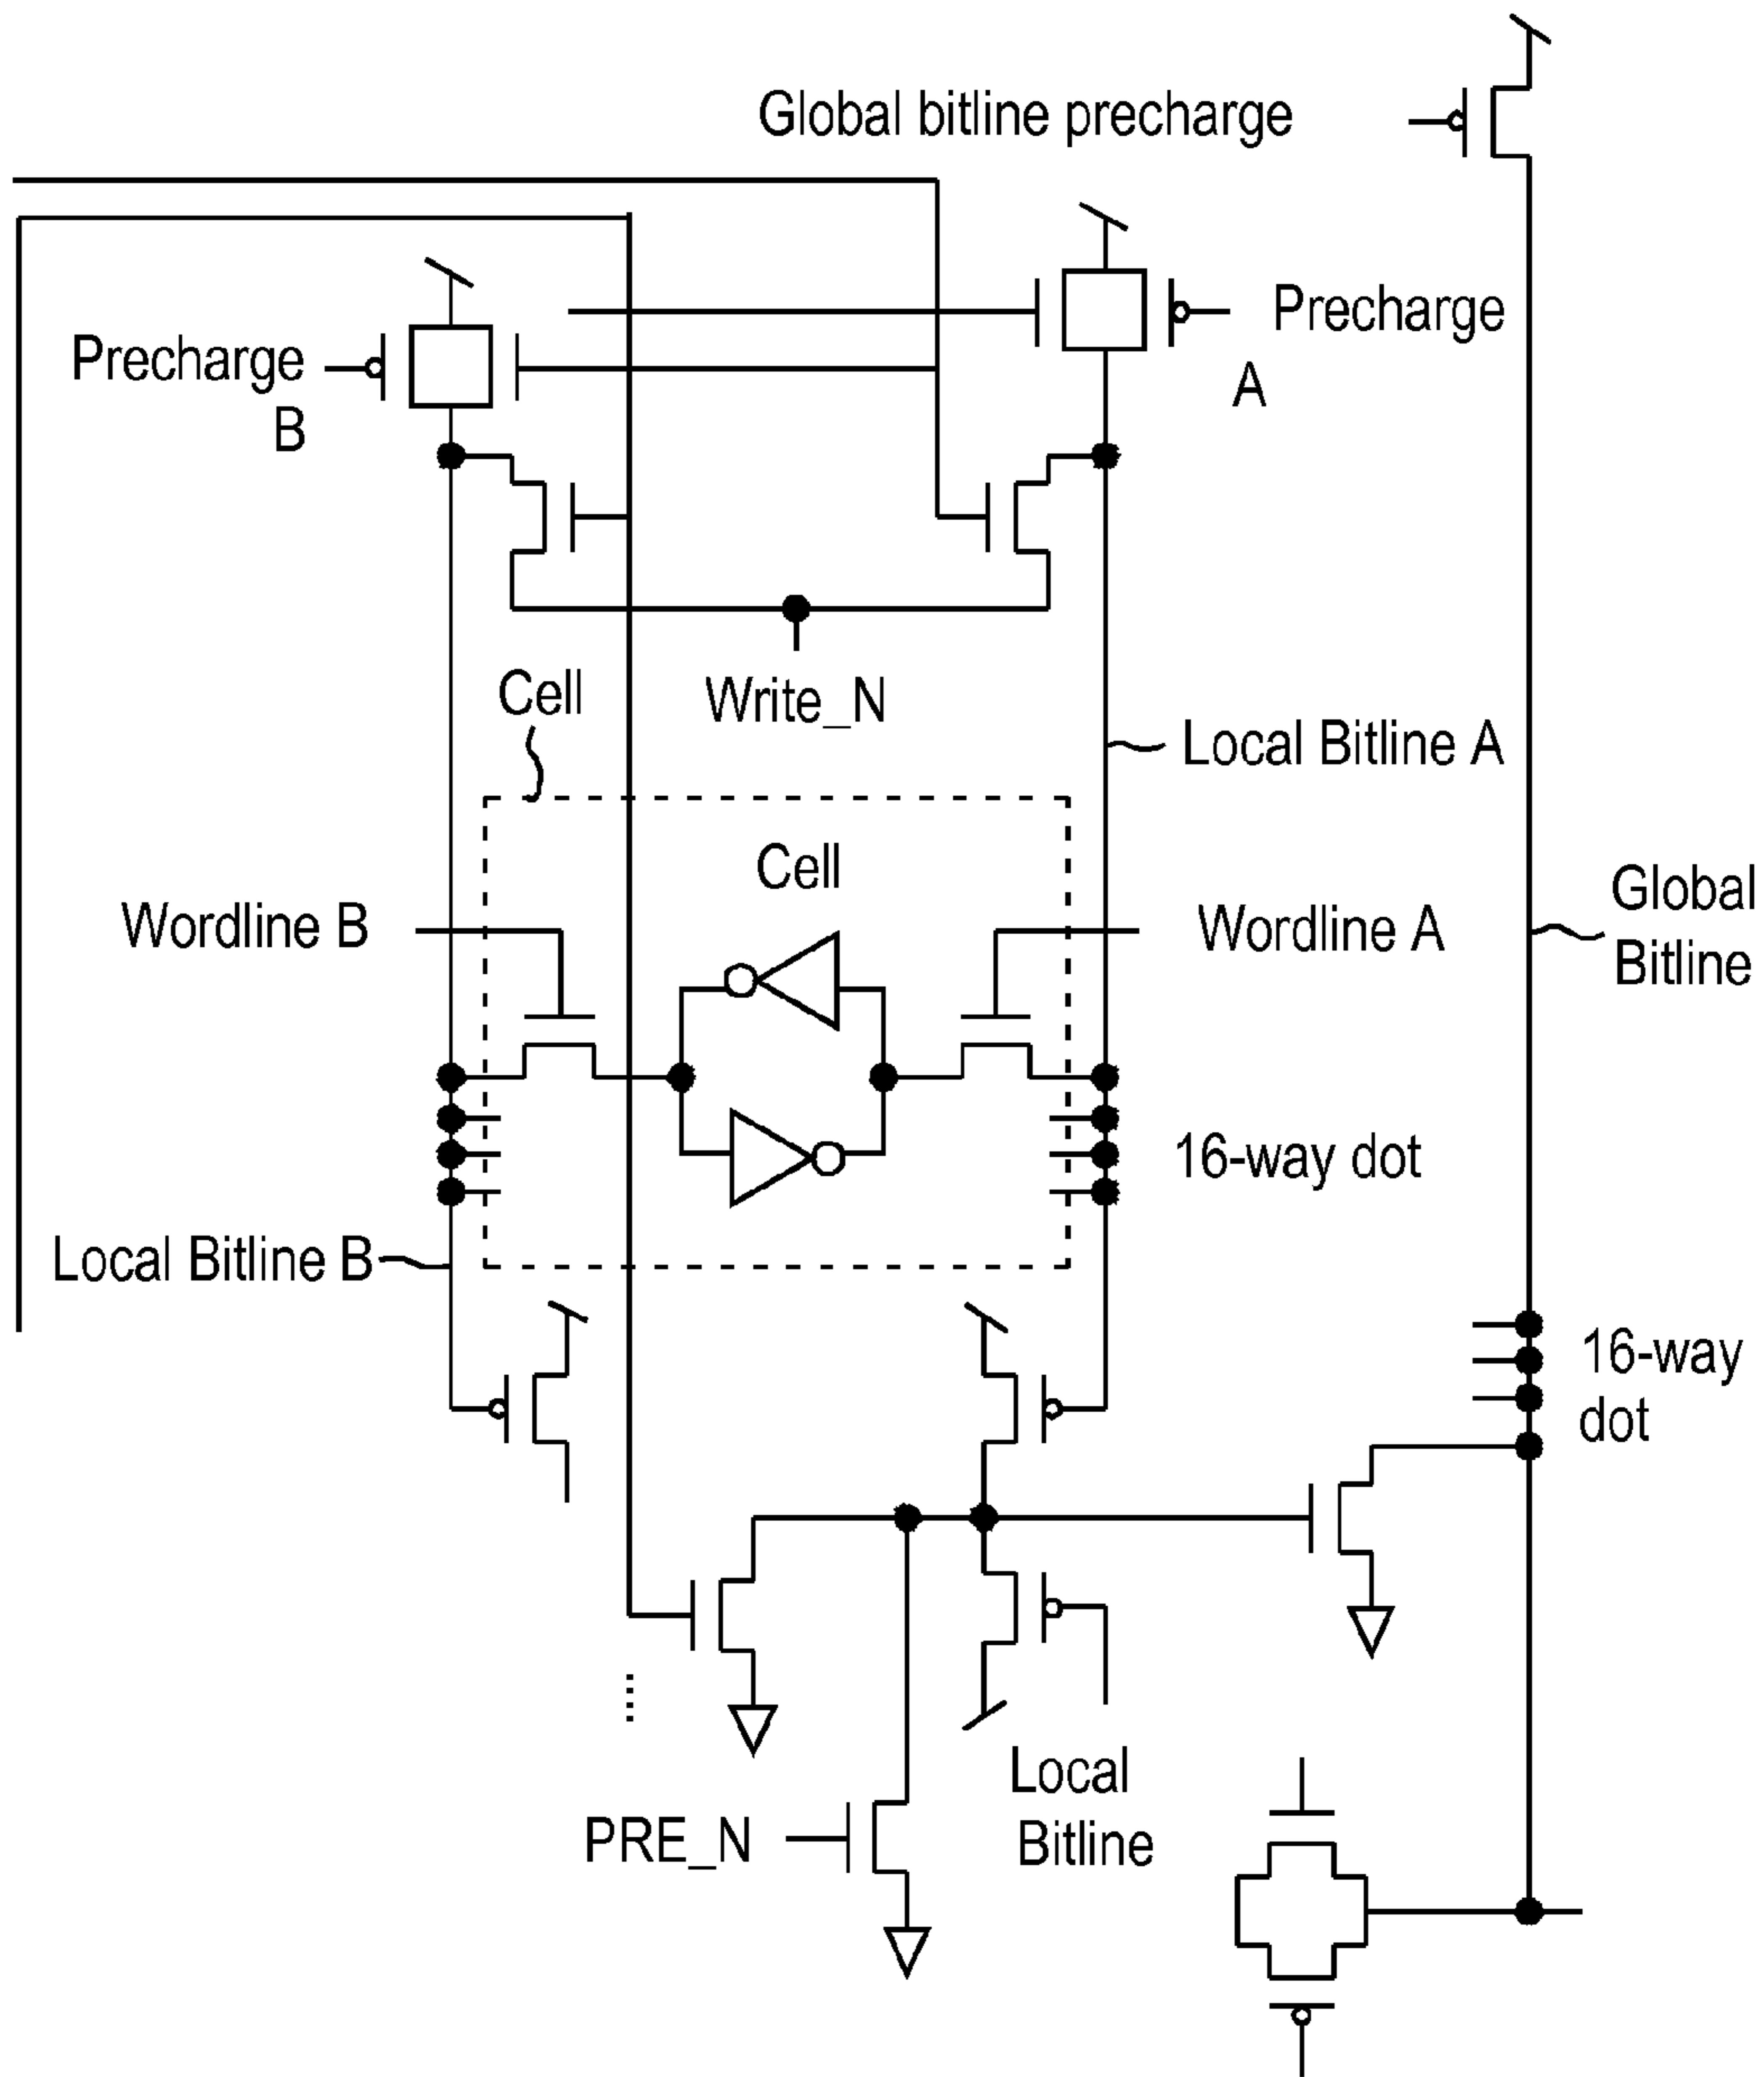 Global bitline precharge
Precharge
A
Precharge
B
Write_N
Cell
Local Bitline A
Cell
Global
Bitline
Wordline B
Wordline A
16-way dot
Local Bitline B
16-way
dot
Local
Bitline
PRE_N